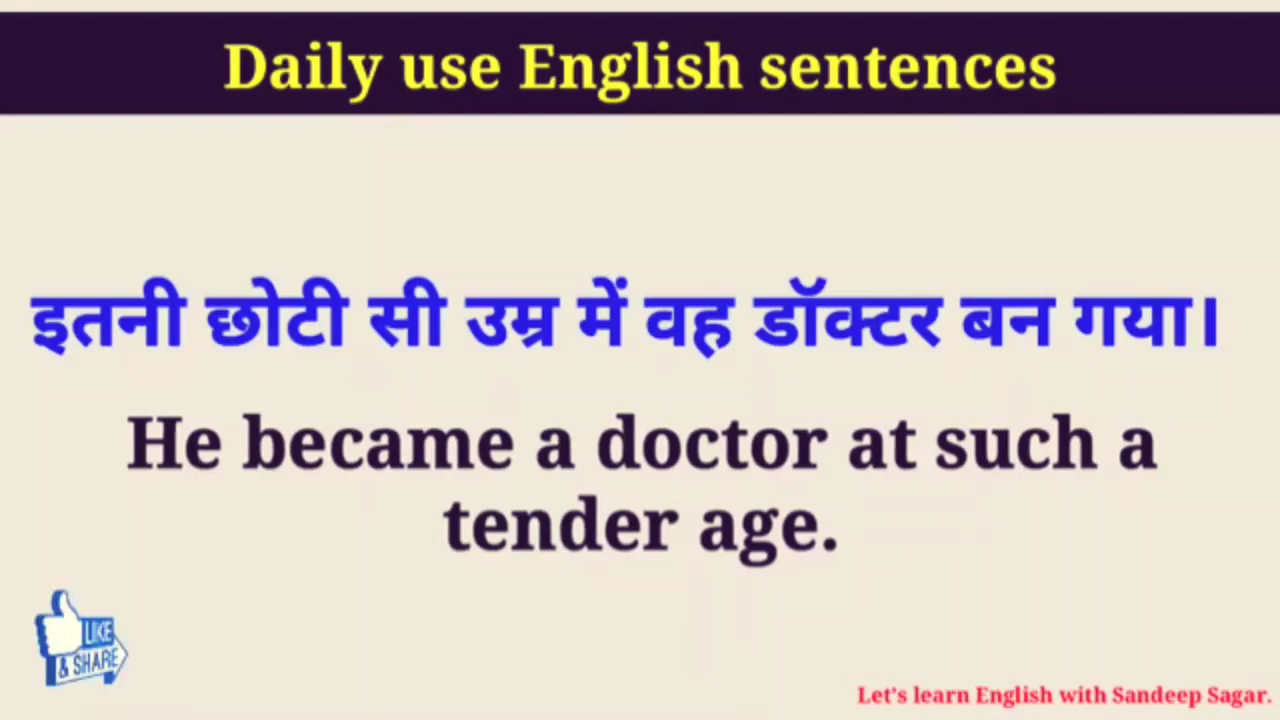 Daily use English sentences
इतनी छोटी सी उम्र में वह डॉक्टर बन गया।
He became a doctor at such a
tender age.
LIKE
& SHARE
Let's learn English with Sandeep Sagar.